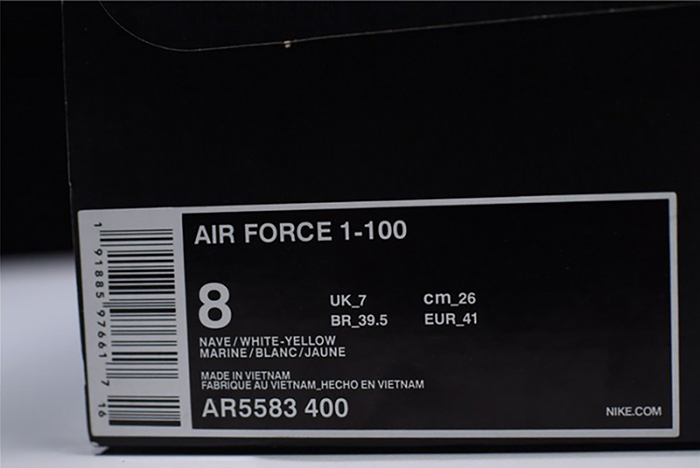 AIR FORCE 1-100
8
UK_7 cm_26
BR_39.5 EUR_41
NAVE/WHITE-YELLOW
MARINE/BLANC/JAUNE
MADE IN VIETNAM
FABRIQUE AU VIETNAM_HECHO EN VIETNAM
AR5583 400
NIKE.COM
1 91885 97661 7
16